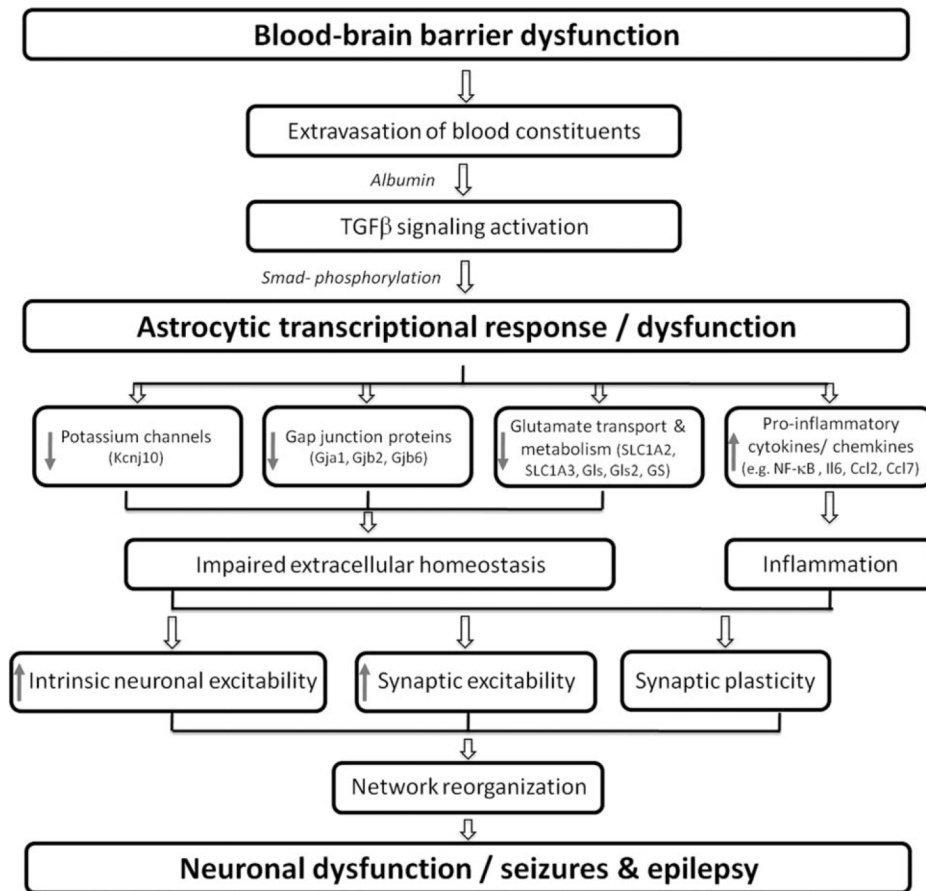 Blood-brain barrier dysfunction
Extravasation of blood constituents
Albumin
TGFβ signaling activation
Smad- phosphorylation
Astrocytic transcriptional response / dysfunction
Potassium channels
(Kcnj10)
Gap junction proteins
(Gja1, Gjb2, Gjb6)
Glutamate transport &
metabolism (SLC1A2,
SLC1A3, Gls, Gls2, GS)
Pro-inflammatory
cytokines/ chemkines
(e.g. NF-κB , Il6, Ccl2, Ccl7)
Impaired extracellular homeostasis
Inflammation
Intrinsic neuronal excitability
Synaptic excitability
Synaptic plasticity
Network reorganization
Neuronal dysfunction / seizures & epilepsy